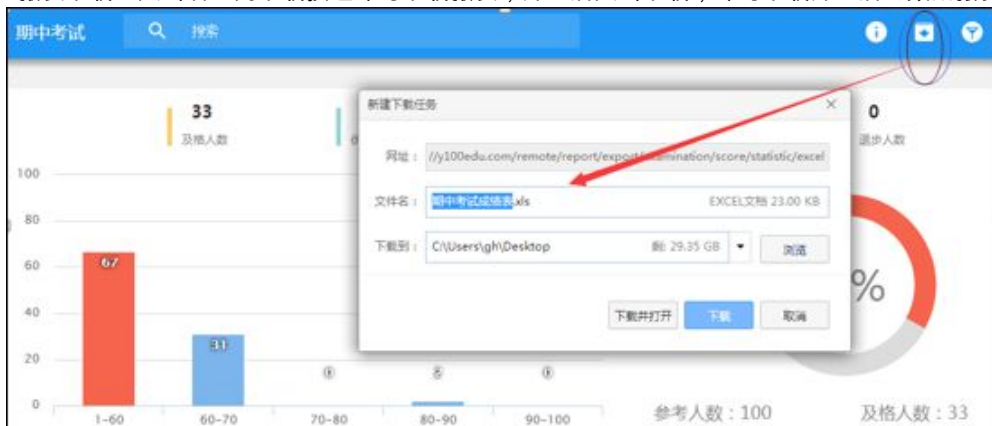 期中考试
搜索
33
及格人数
0
退步人数
新建下载任务
网址： //y100edu.com/remote/report/export/examination/score/statistic/excel
文件名： 期中考试成绩表.xls
EXCEL文档 23.00 KB
下载到： C:\Users\gh\Desktop
剩: 29.35 GB
浏览
下载并打开
下载
取消
%
100
80
60
40
20
0
67
31
1-60
60-70
70-80
80-90
90-100
参考人数：100
及格人数：33